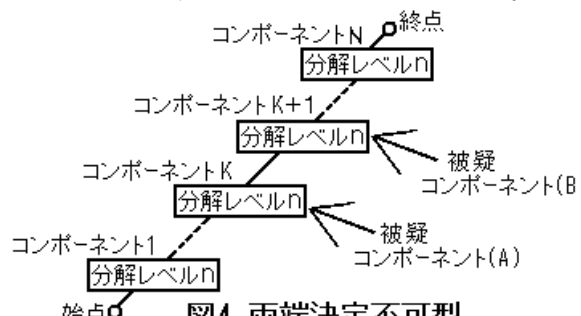 コンポーネントN
終点
分解レベルn
コンポーネントK+1
分解レベルn
被疑
コンポーネント(B
コンポーネントK
分解レベルn
被疑
コンポーネント(A)
コンポーネント1
分解レベルn
始点
図4 両端決定不可型